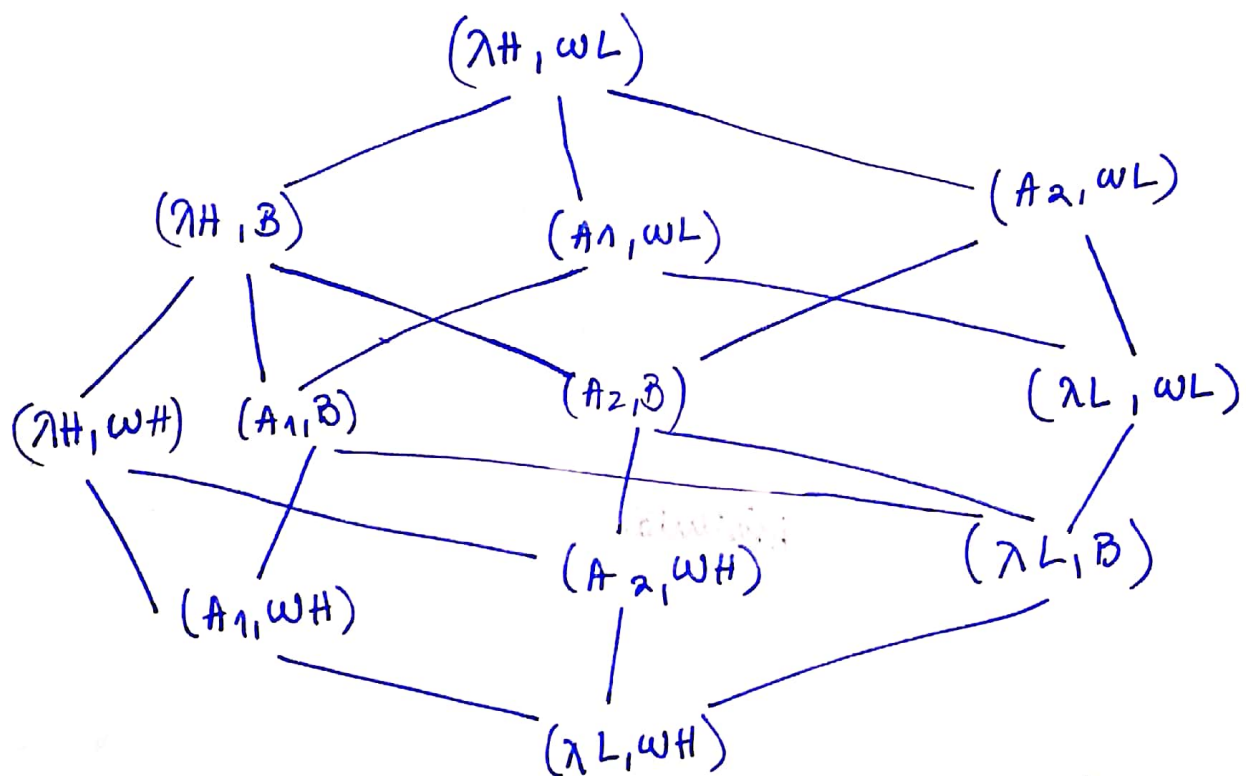 (λH, ωL)
(λH, B) (A1, ωL) (A2, ωL)
(λH, ωH) (A1, B) (A2, B) (λL, ωL)
(A1, ωH) (A2, ωH) (λL, B)
(λL, ωH)